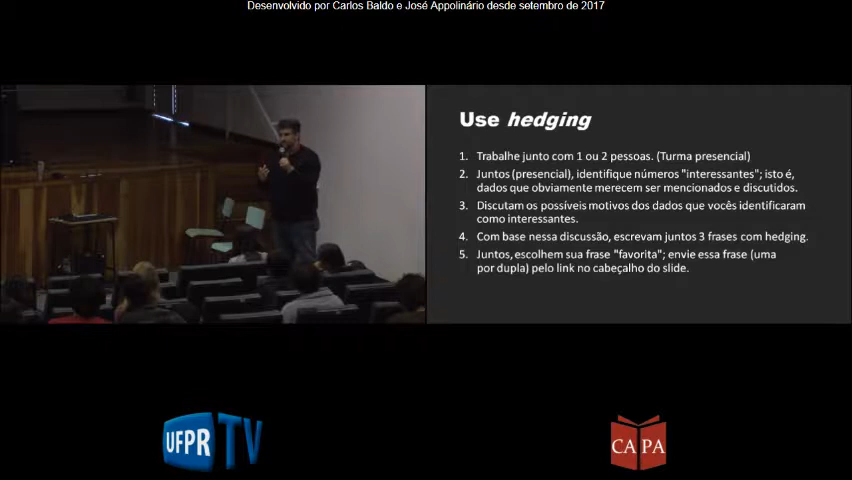 Desenvolvido por Carlos Baldo e José Appolinário desde setembro de 2017
Use hedging
1. Trabalhe junto com 1 ou 2 pessoas. (Turma presencial)
2. Juntos (presencial), identifique números "interessantes"; isto é,
dados que obviamente merecem ser mencionados e discutidos.
3. Discutam os possíveis motivos dos dados que vocês identificaram
como interessantes.
4. Com base nessa discussão, escrevam juntos 3 frases com hedging.
5. Juntos, escolhem sua frase "favorita"; envie essa frase (uma
por dupla) pelo link no cabeçalho do slide.
UFPR TV
CAPA